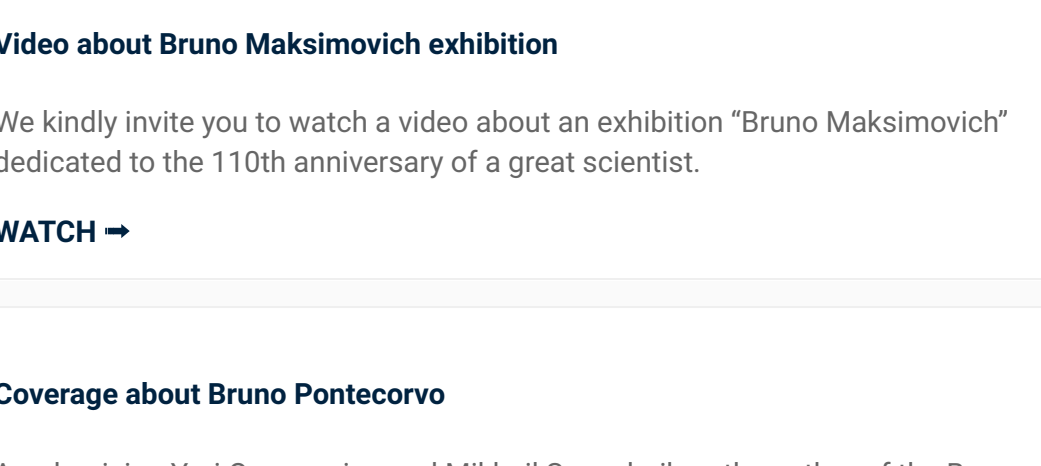 Video about Bruno Maksimovich exhibition
We kindly invite you to watch a video about an exhibition “Bruno Maksimovich”
dedicated to the 110th anniversary of a great scientist.
WATCH ➞
Coverage about Bruno Pontecorvo